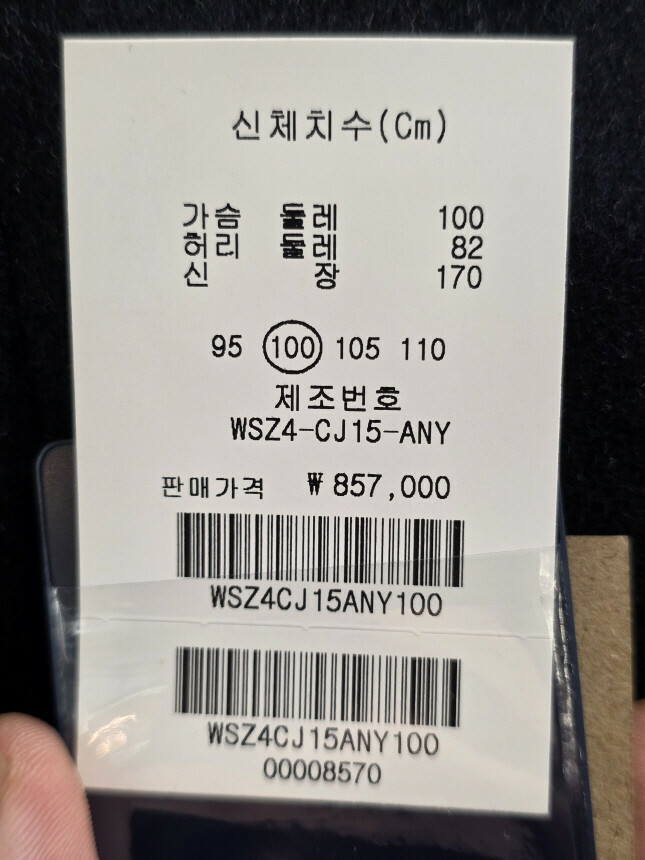 신체치수(Cm)
가슴 둘레 100
허리 둘레 82
신 장 170
95 100 105 110
제조번호
WSZ4-CJ15-ANY
판매가격 ₩857,000
WSZ4CJ15ANY100
WSZ4CJ15ANY100
00008570